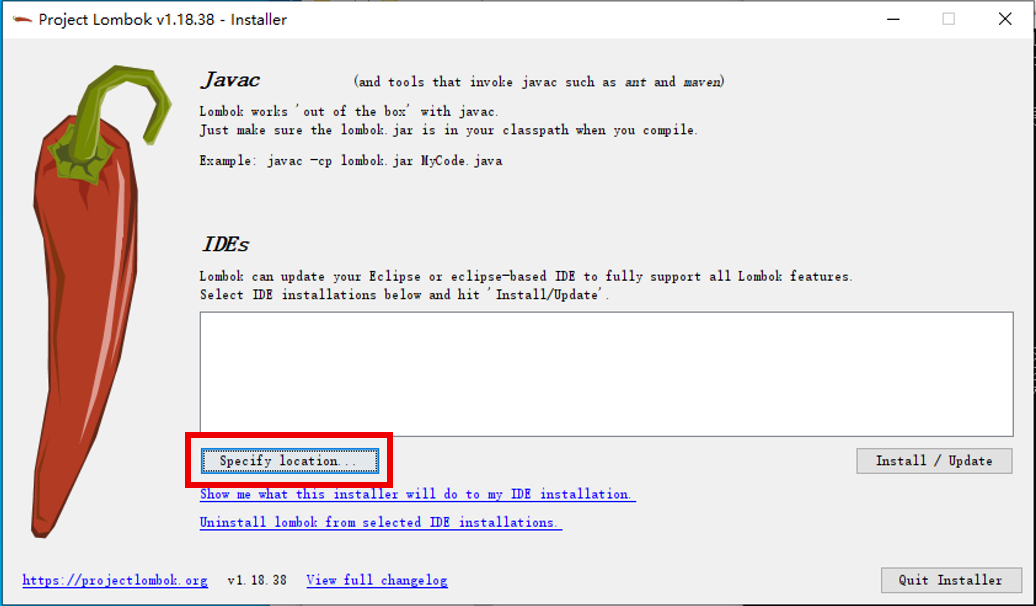 Project Lombok v1.18.38 - Installer
Javac (and tools that invoke javac such as ant and maven)
Lombok works 'out of the box' with javac.
Just make sure the lombok.jar is in your classpath when you compile.
Example: javac -cp lombok.jar MyCode.java
IDEs
Lombok can update your Eclipse or eclipse-based IDE to fully support all Lombok features.
Select IDE installations below and hit 'Install/Update'.
Specify location... Install / Update
Show me what this installer will do to my IDE installation.
Uninstall lombok from selected IDE installations.
https://projectlombok.org v1.18.38 View full changelog Quit Installer